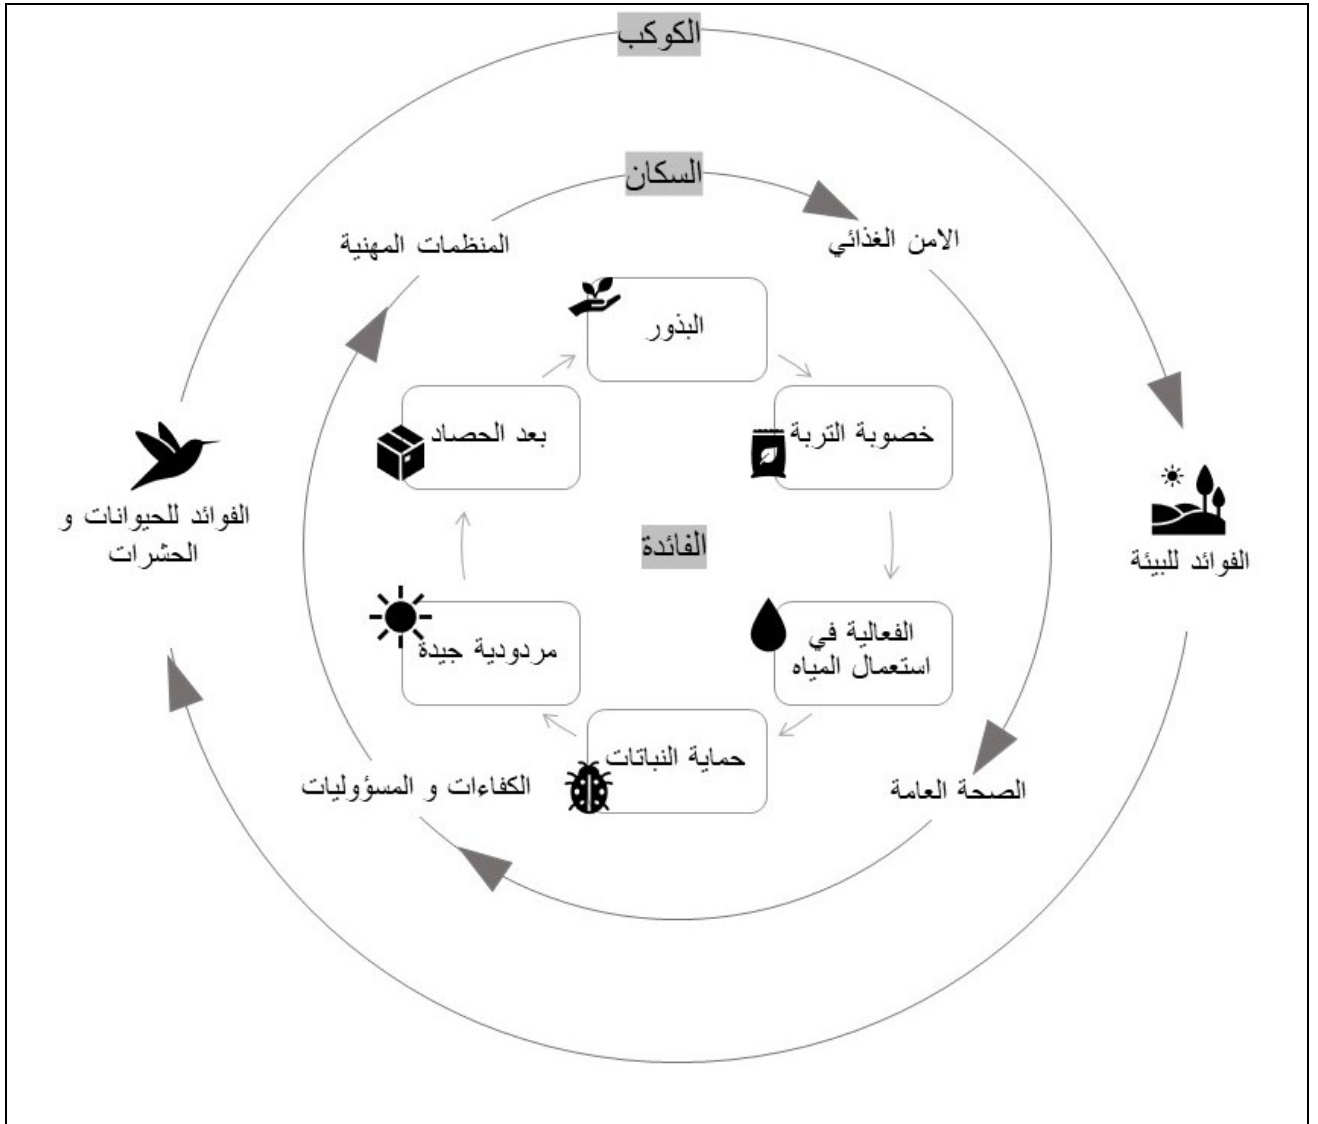 الكوكب
السكان
الامن الغذائي
المنظمات المهنية
البذور
خصوبة التربة
بعد الحصاد
الفوائد للحيوانات و
الحشرات
الفائدة
الفوائد للبيئة
الفعالية في
استعمال المياه
مردودية جيدة
حماية النباتات
الصحة العامة
الكفاءات و المسؤوليات